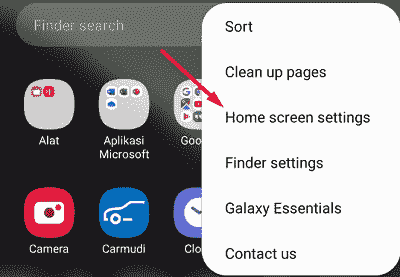 Finder search
Sort
Clean up pages
Home screen settings
Finder settings
Galaxy Essentials
Contact us
Alat
Aplikasi
Microsoft
Goo
Camera
Carmudi
Clo